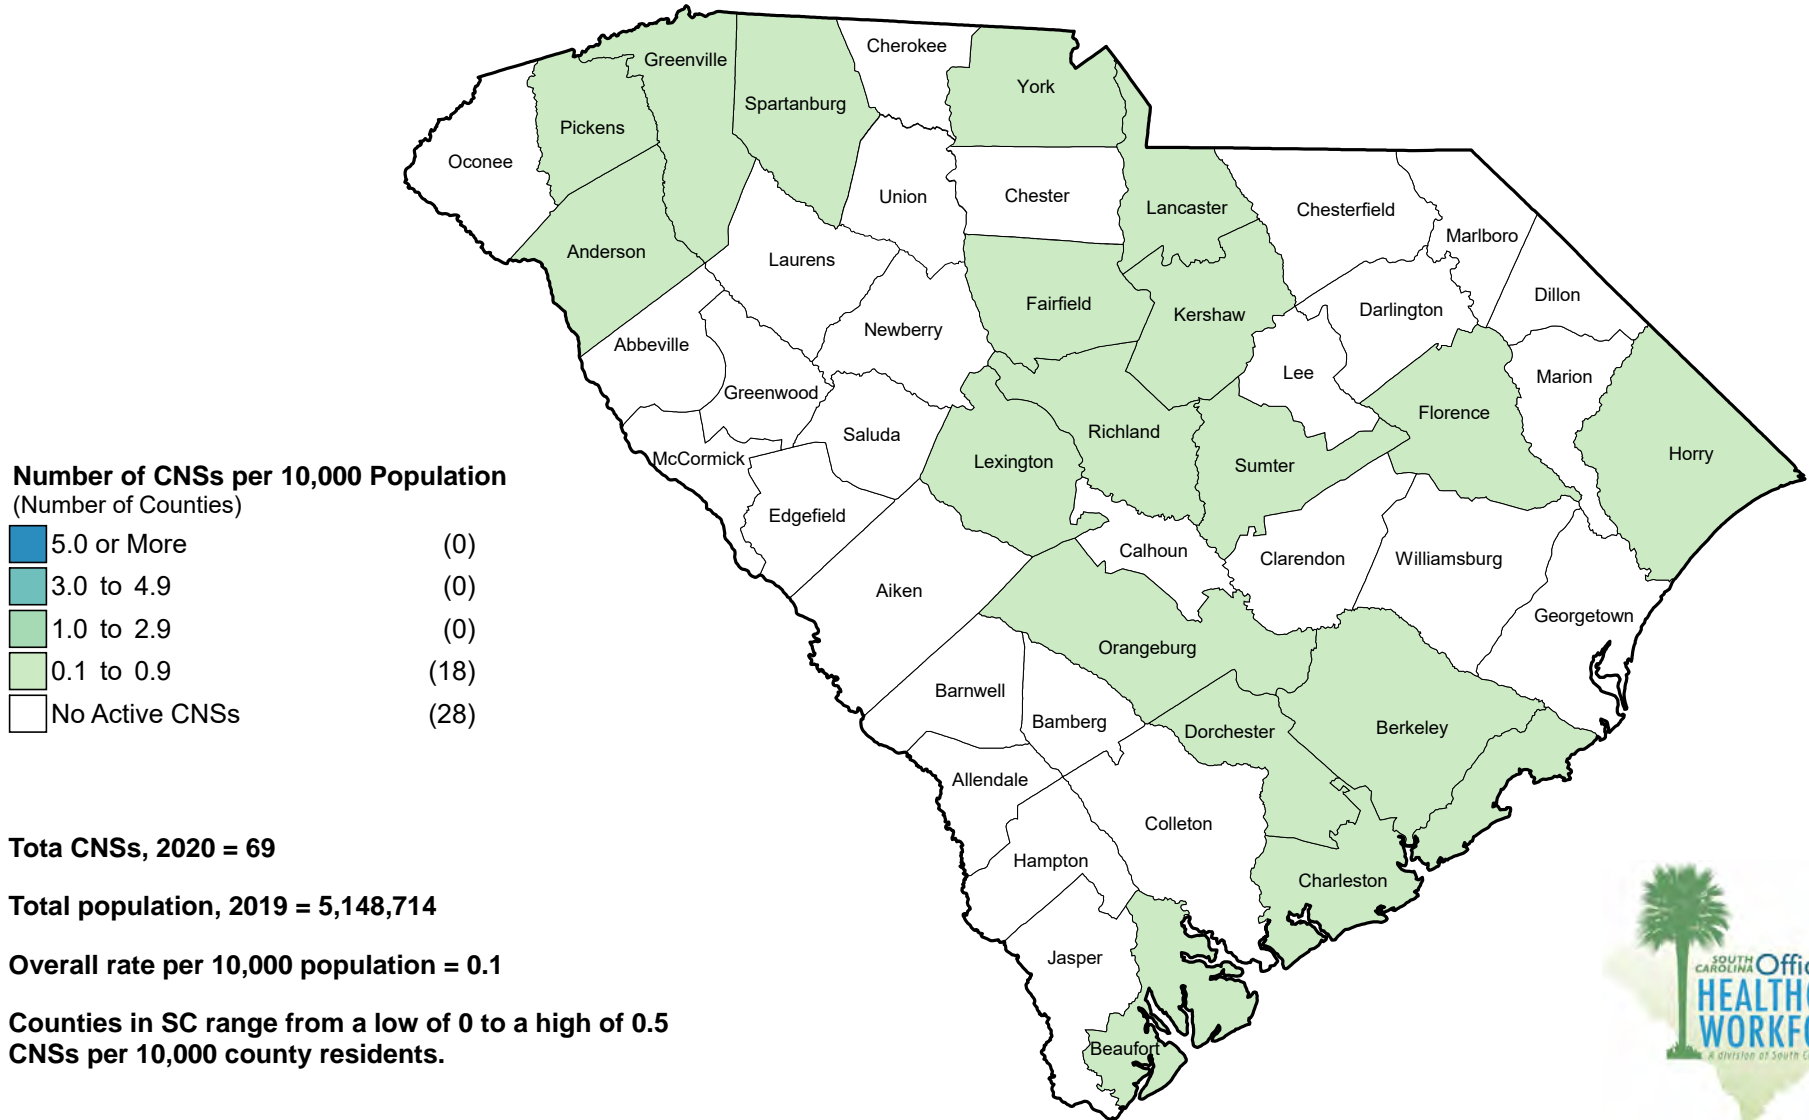 Cherokee
Greenville
York
Spartanburg
Pickens
Oconee
Union
Chester
Lancaster
Chesterfield
Marlboro
Anderson
Laurens
Dillon
Fairfield
Kershaw
Darlington
Newberry
Abbeville
Lee
Marion
Greenwood
Florence
Saluda
Richland
Horry
McCormick
Lexington
Sumter
Number of CNSs per 10,000 Population
(Number of Counties)
Edgefield
5.0 or More (0)
Calhoun
Clarendon
Williamsburg
3.0 to 4.9 (0)
Aiken
Georgetown
1.0 to 2.9 (0)
Orangeburg
0.1 to 0.9 (18)
Barnwell
No Active CNSs (28)
Bamberg
Dorchester
Berkeley
Allendale
Colleton
Tota CNSs, 2020 = 69
Hampton
Charleston
Total population, 2019 = 5,148,714
Jasper
Overall rate per 10,000 population = 0.1
Counties in SC range from a low of 0 to a high of 0.5
CNSs per 10,000 county residents.
Beaufort
SOUTH
CAROLINA Offic
HEALTHC
WORKFO
A division of South C